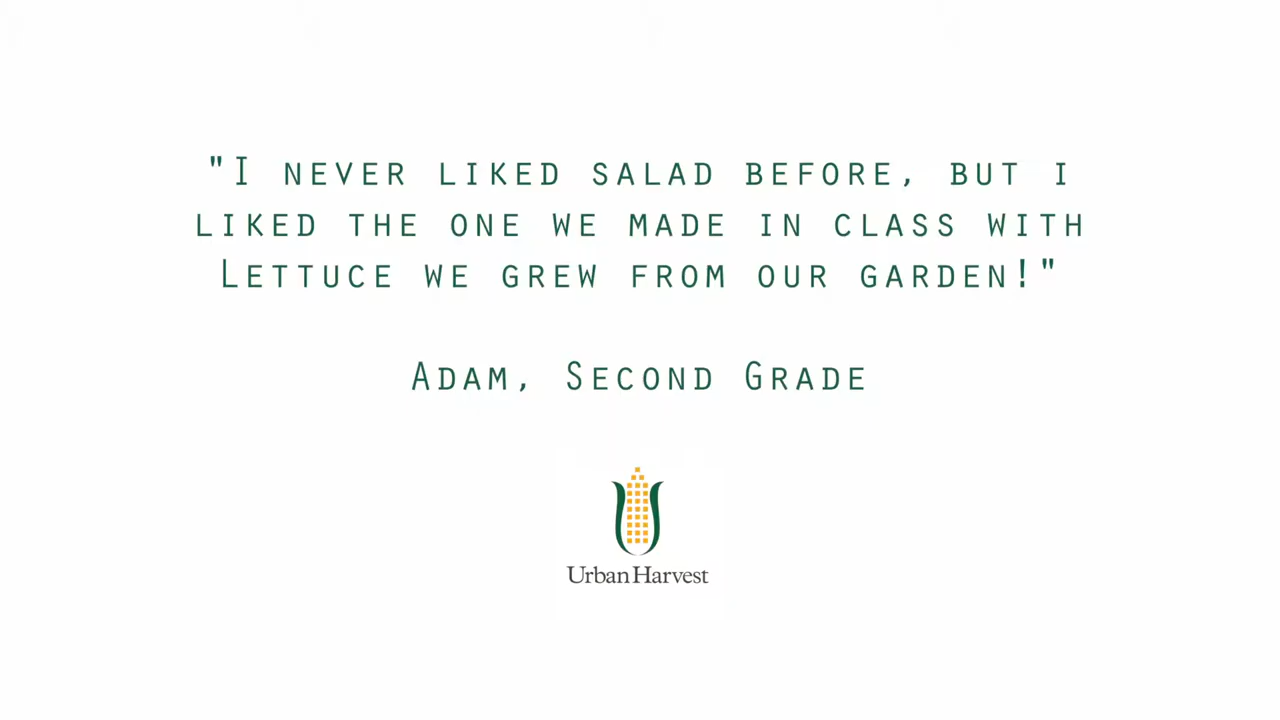 "I never liked salad before, but i
liked the one we made in class with
Lettuce we grew from our garden!"
Adam, Second Grade
Urban Harvest